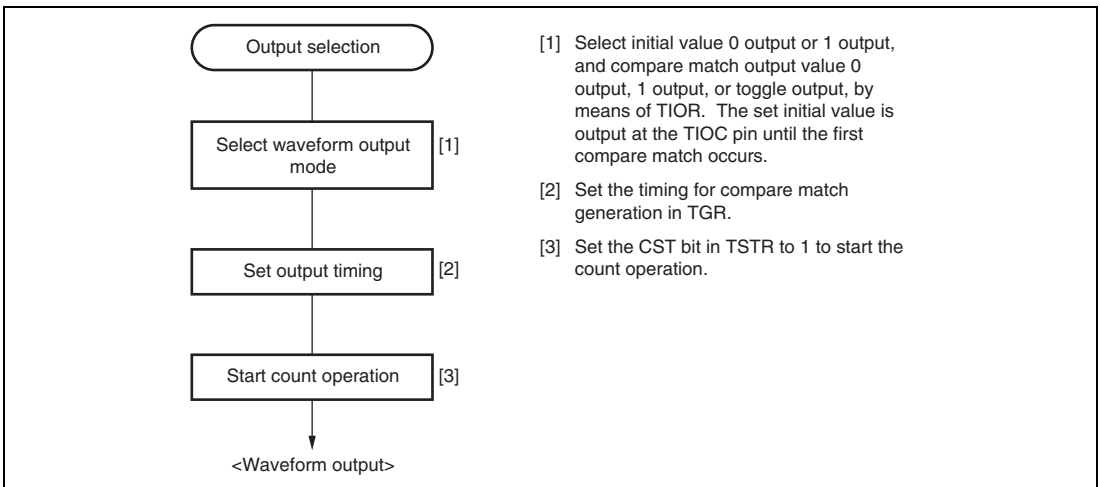 Output selection
Select waveform output
mode
[1]
Set output timing
[2]
Start count operation
[3]
<Waveform output>
[1] Select initial value 0 output or 1 output,
and compare match output value 0
output, 1 output, or toggle output, by
means of TIOR. The set initial value is
output at the TIOC pin until the first
compare match occurs.
[2] Set the timing for compare match
generation in TGR.
[3] Set the CST bit in TSTR to 1 to start the
count operation.